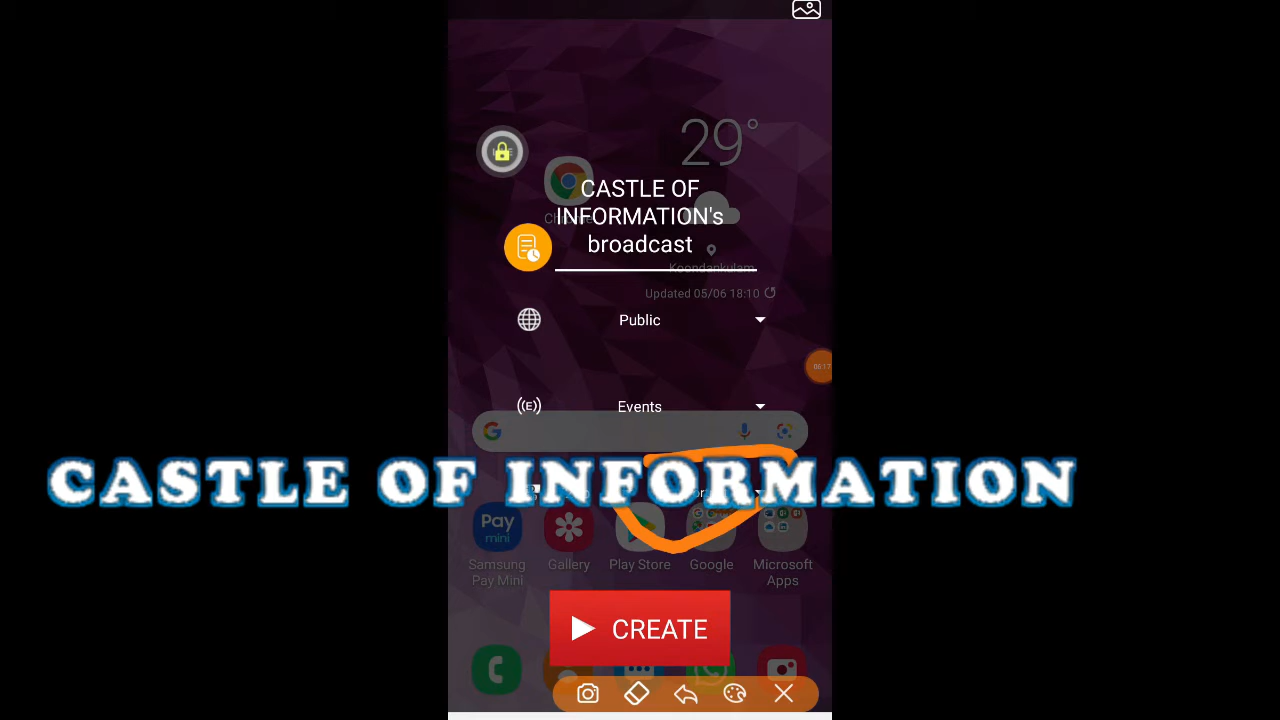 29°
CASTLE OF
INFORMATION's
broadcast
Koondankulam
Updated 05/06 18:10
Public
(E)
Events
CASTLE OF INFORMATION
Pay
mini
Samsung
Pay Mini
Gallery
Play Store
Google
Microsoft
Apps
CREATE